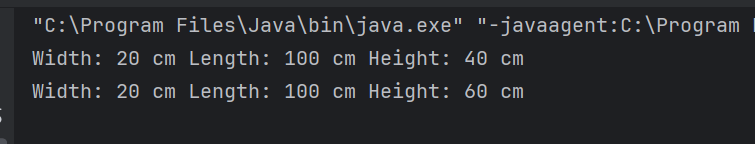 "C:\Program Files\Java\bin\java.exe" "-javaagent:C:\Program
Width: 20 cm Length: 100 cm Height: 40 cm
Width: 20 cm Length: 100 cm Height: 60 cm